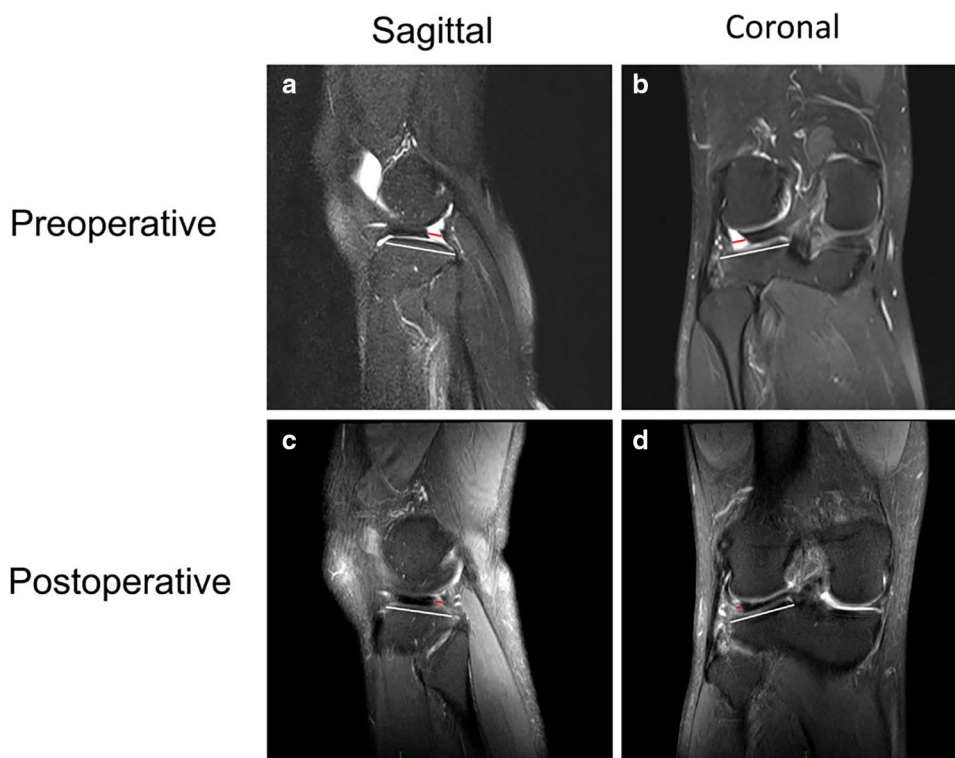 Sagittal Coronal
a b
Preoperative
c d
Postoperative